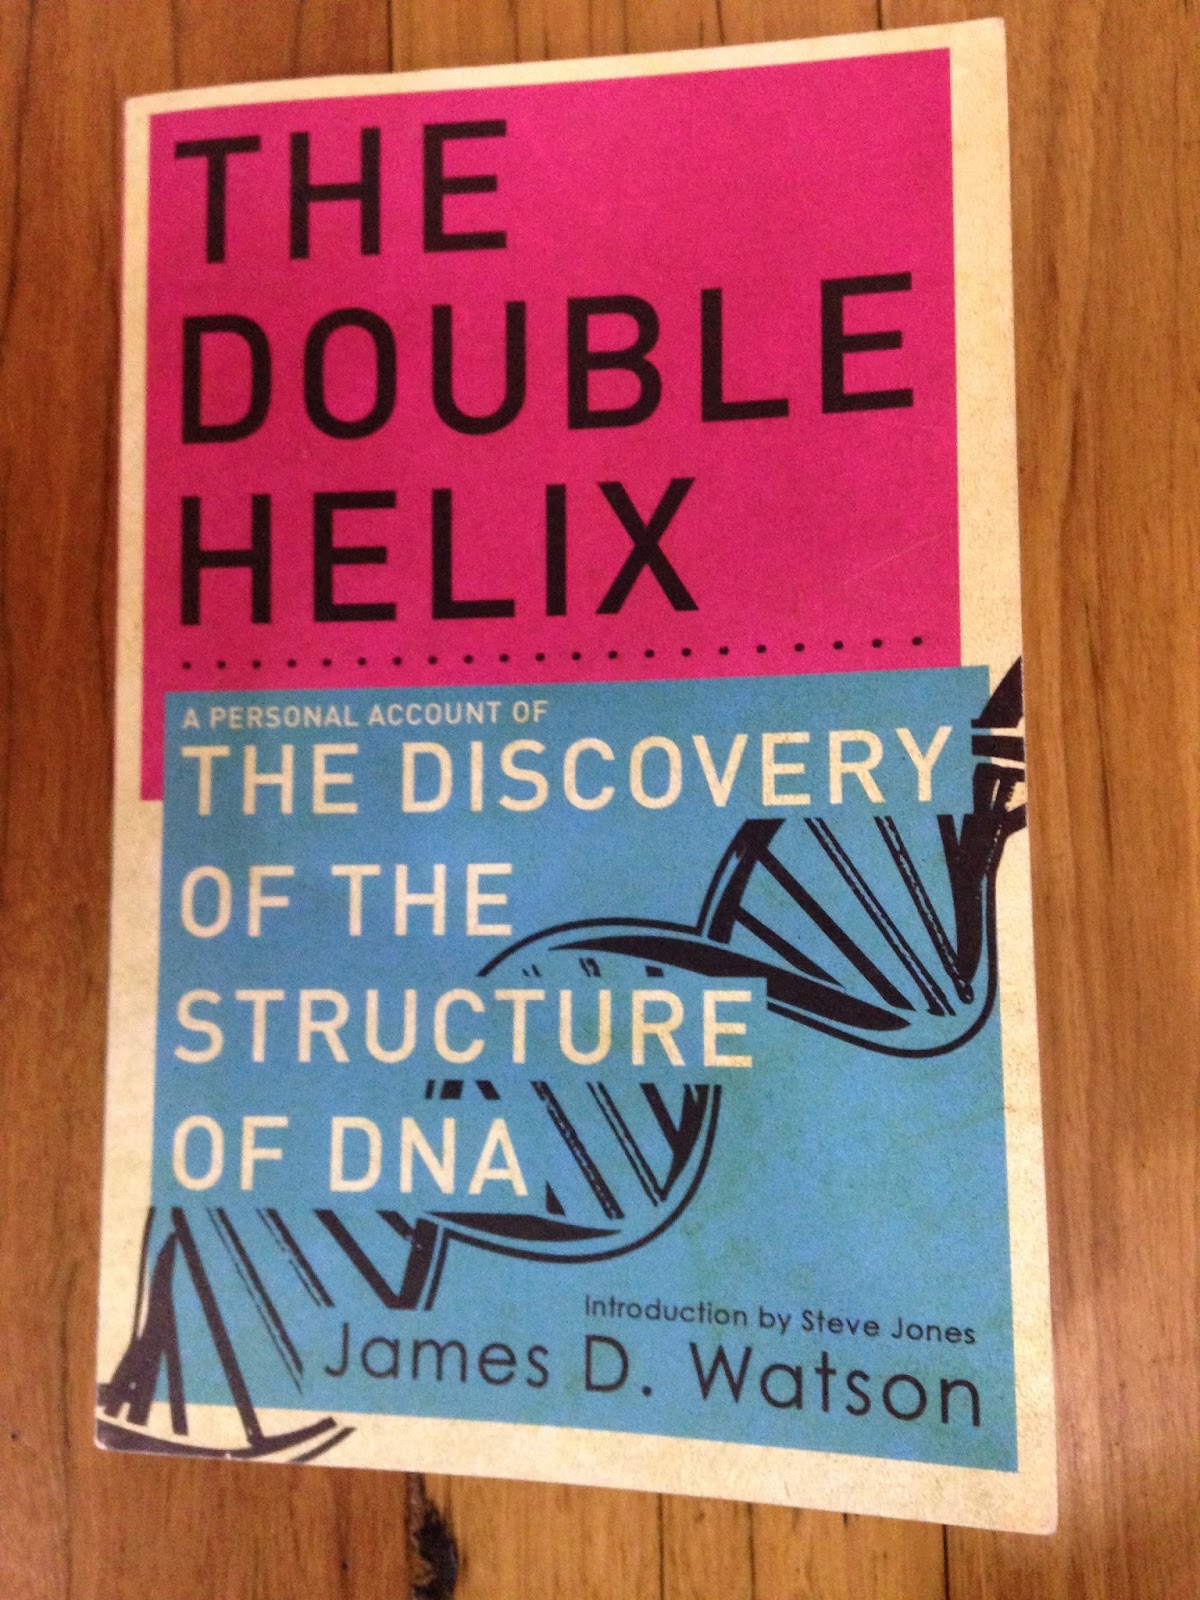 THE
DOUBLE
HELIX
A PERSONAL ACCOUNT OF
THE DISCOVERY
OF THE
STRUCTURE
OF DNA
Introduction by Steve Jones
James D. Watson